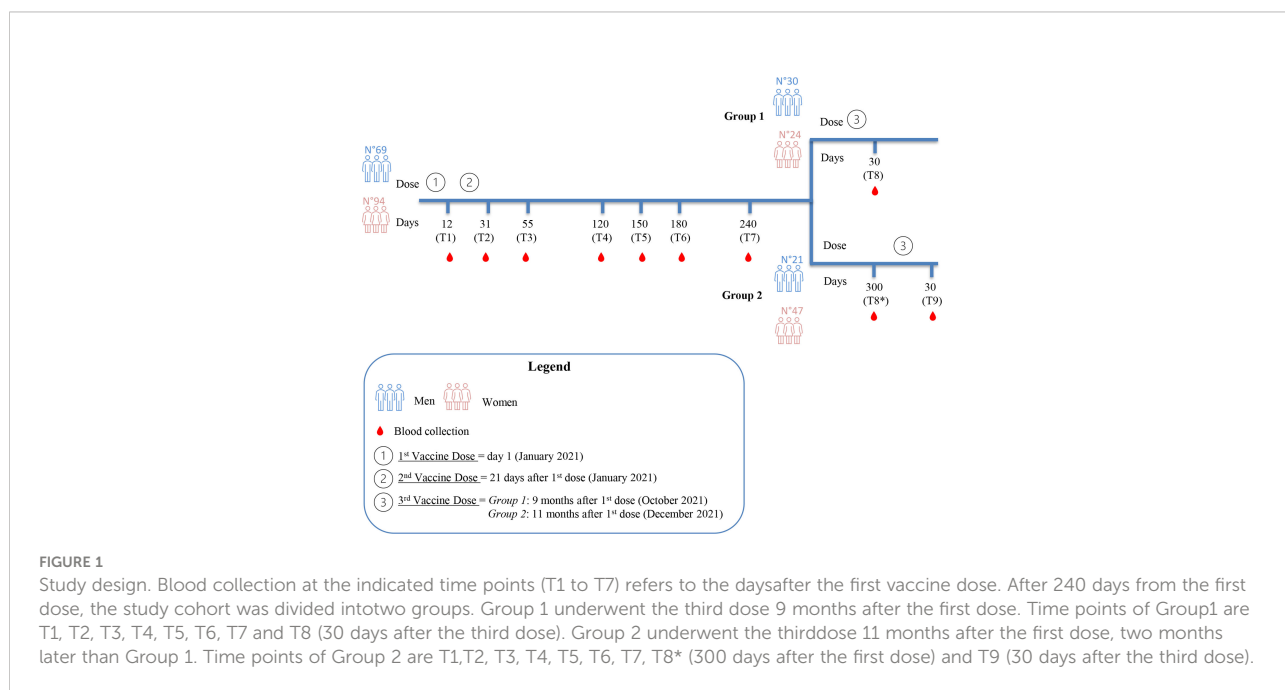 N°30
Group 1
Dose 3
N°24
Days
30
(T8)
N°69
Dose 1 2
N°94
Days
12 31 55 120 150 180 240
(T1) (T2) (T3) (T4) (T5) (T6) (T7)
Dose 3
N°21
Days
300 30
(T8*) (T9)
Group 2
N°47
Legend
Men Women
Blood collection
1 1st Vaccine Dose = day 1 (January 2021)
2 2nd Vaccine Dose = 21 days after 1st dose (January 2021)
3 3rd Vaccine Dose = Group 1: 9 months after 1st dose (October 2021)
Group 2: 11 months after 1st dose (December 2021)
FIGURE 1
Study design. Blood collection at the indicated time points (T1 to T7) refers to the daysafter the first vaccine dose. After 240 days from the first
dose, the study cohort was divided intotwo groups. Group 1 underwent the third dose 9 months after the first dose. Time points of Group1 are
T1, T2, T3, T4, T5, T6, T7 and T8 (30 days after the third dose). Group 2 underwent the thirddose 11 months after the first dose, two months
later than Group 1. Time points of Group 2 are T1,T2, T3, T4, T5, T6, T7, T8* (300 days after the first dose) and T9 (30 days after the third dose).